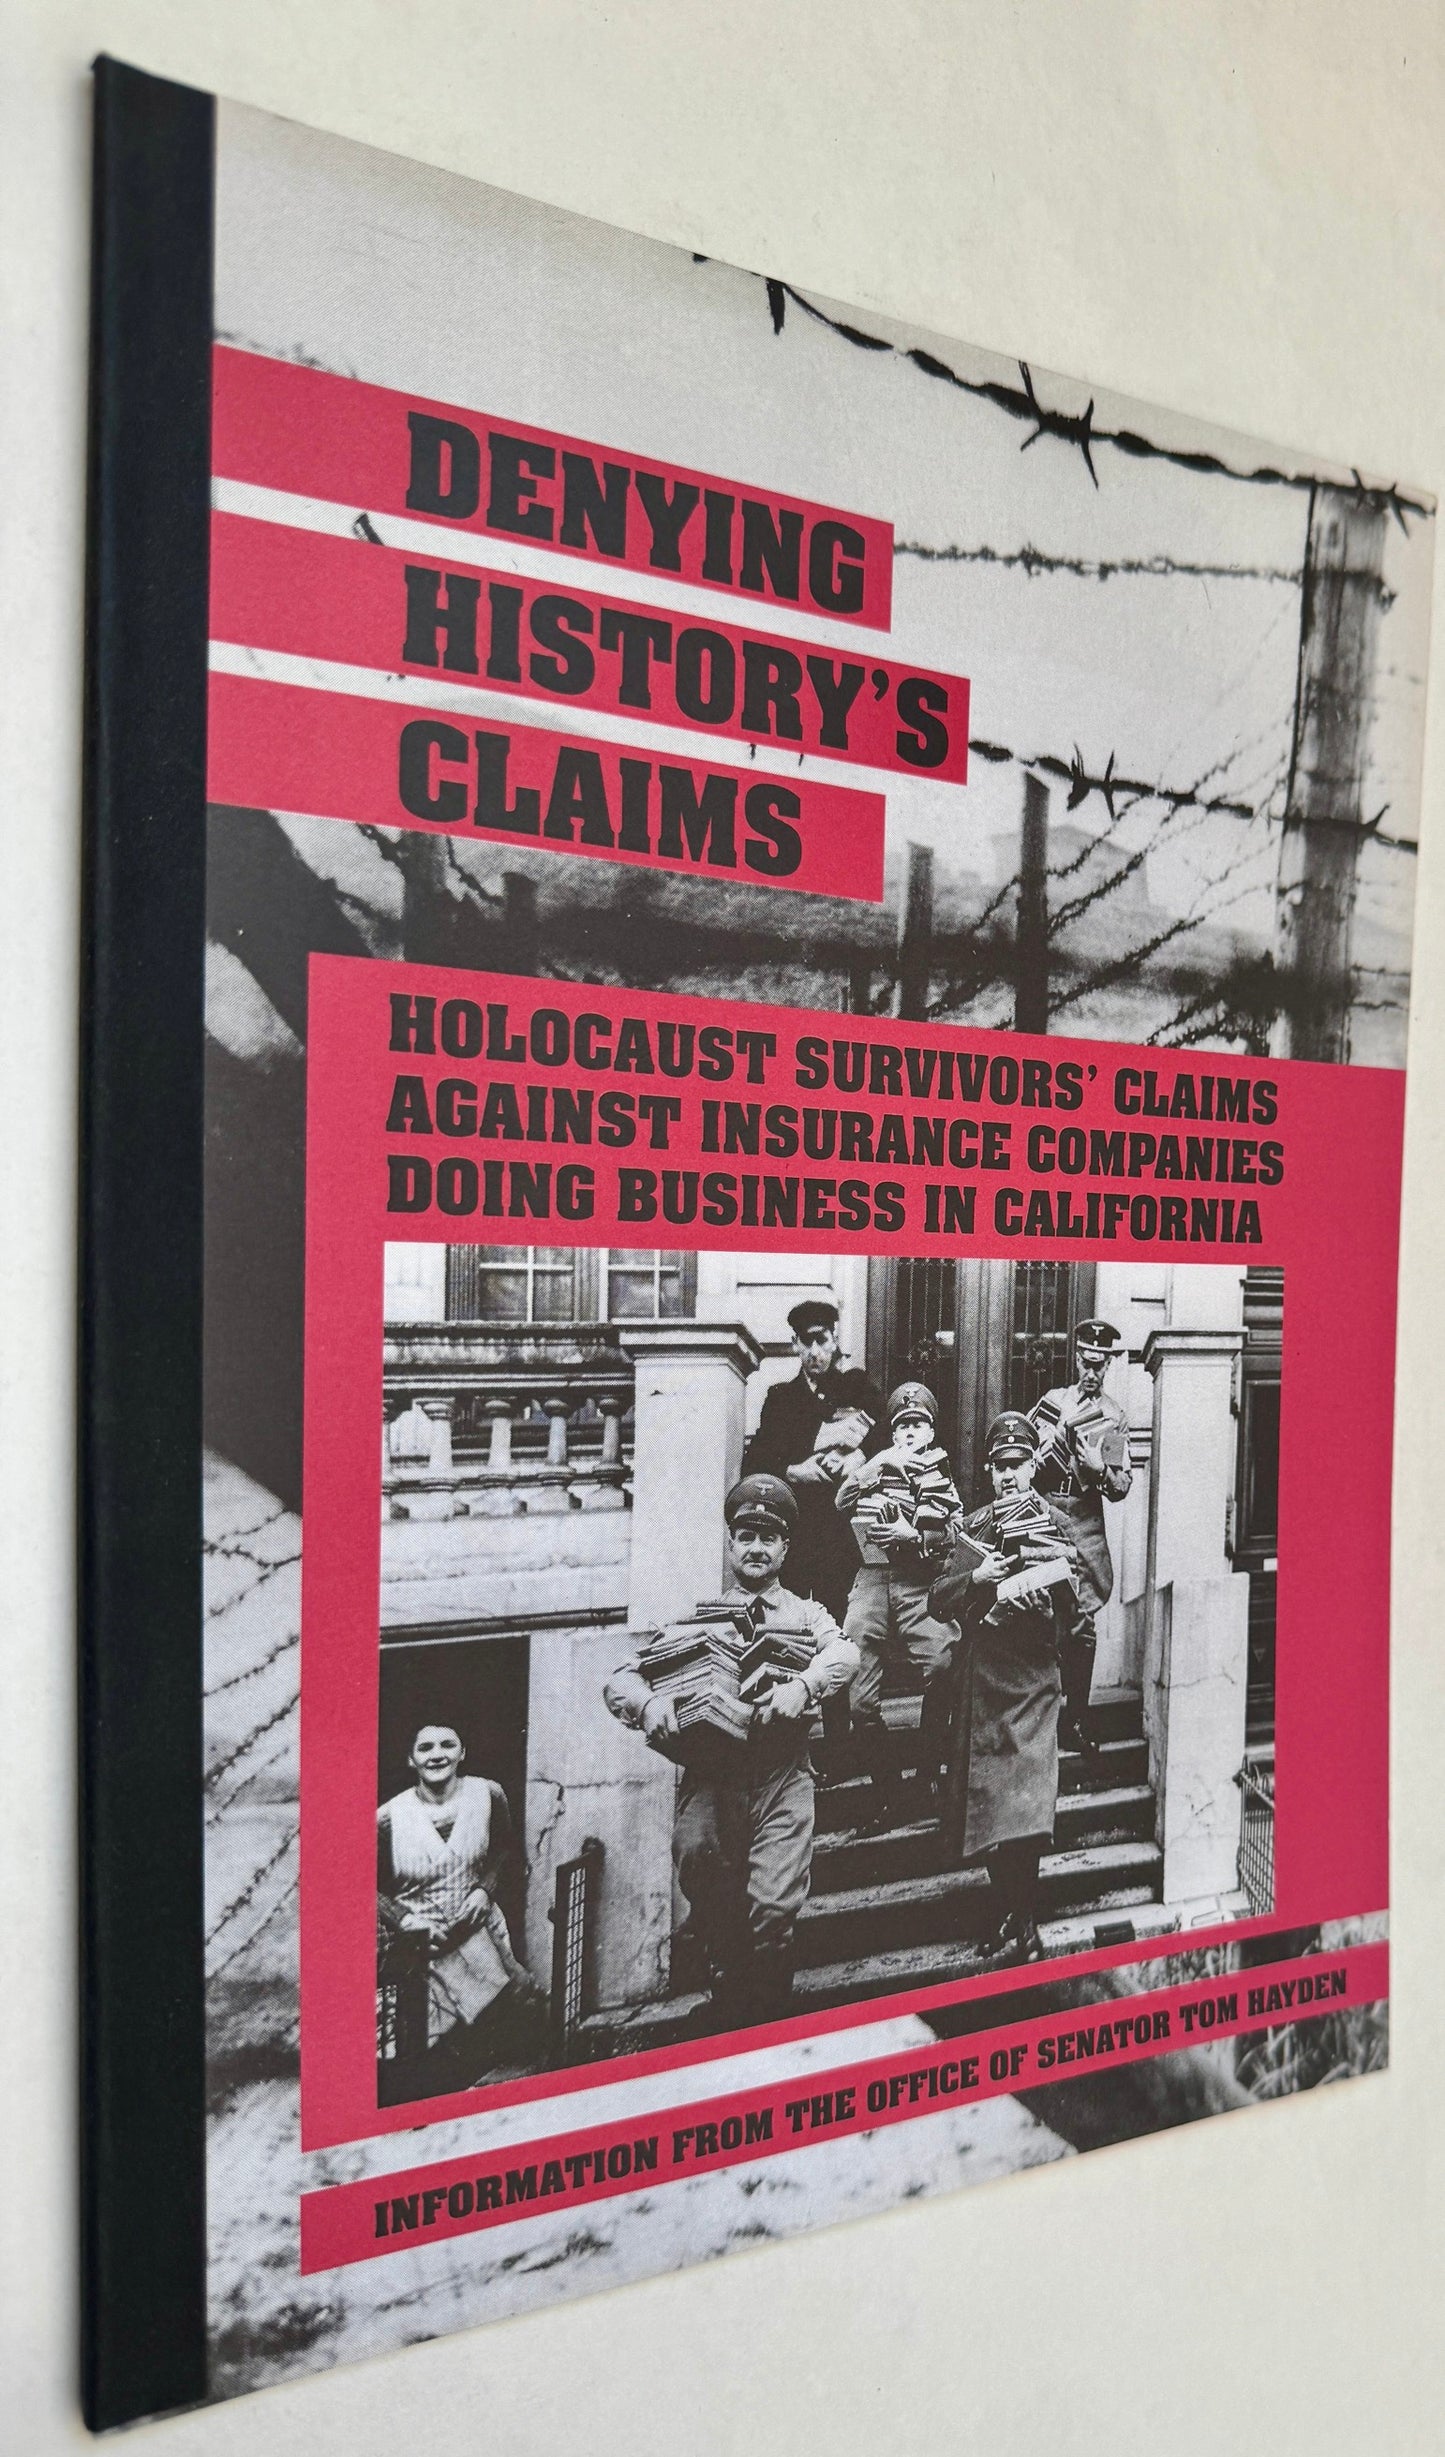 DENYING
HISTORY'S
CLAIMS
HOLOCAUST SURVIVORS' CLAIMS
AGAINST INSURANCE COMPANIES
DOING BUSINESS IN CALIFORNIA
INFORMATION FROM THE OFFICE OF SENATOR TOM HAYDEN